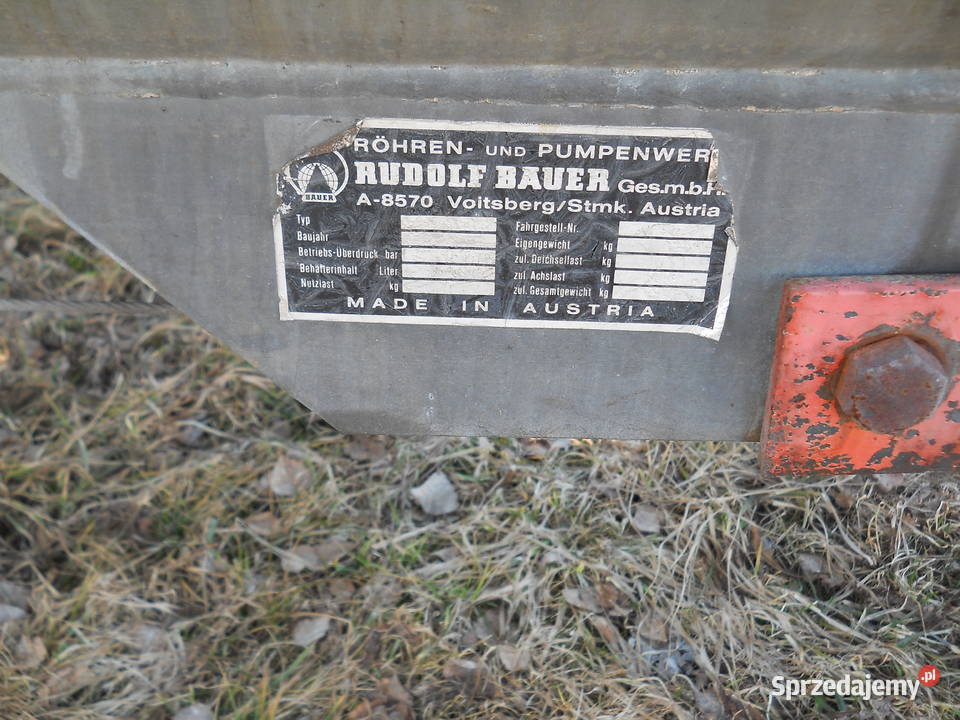 RÖHREN- UND PUMPENWER
RUDOLF BAUER Ges.m.b.H.
BAUER
A-8570 Voitsberg/Stmk. Austria
Typ
Baujahr
Betriebs-Überdruck bar
Behälterinhalt Liter
Nutzlast kg
Fahrgestell-Nr.
Eigengewicht kg
zul. Deichsellast kg
zul. Achslast kg
zul. Gesamtgewicht kg
MADE IN AUSTRIA
Sprzedajemy.pl